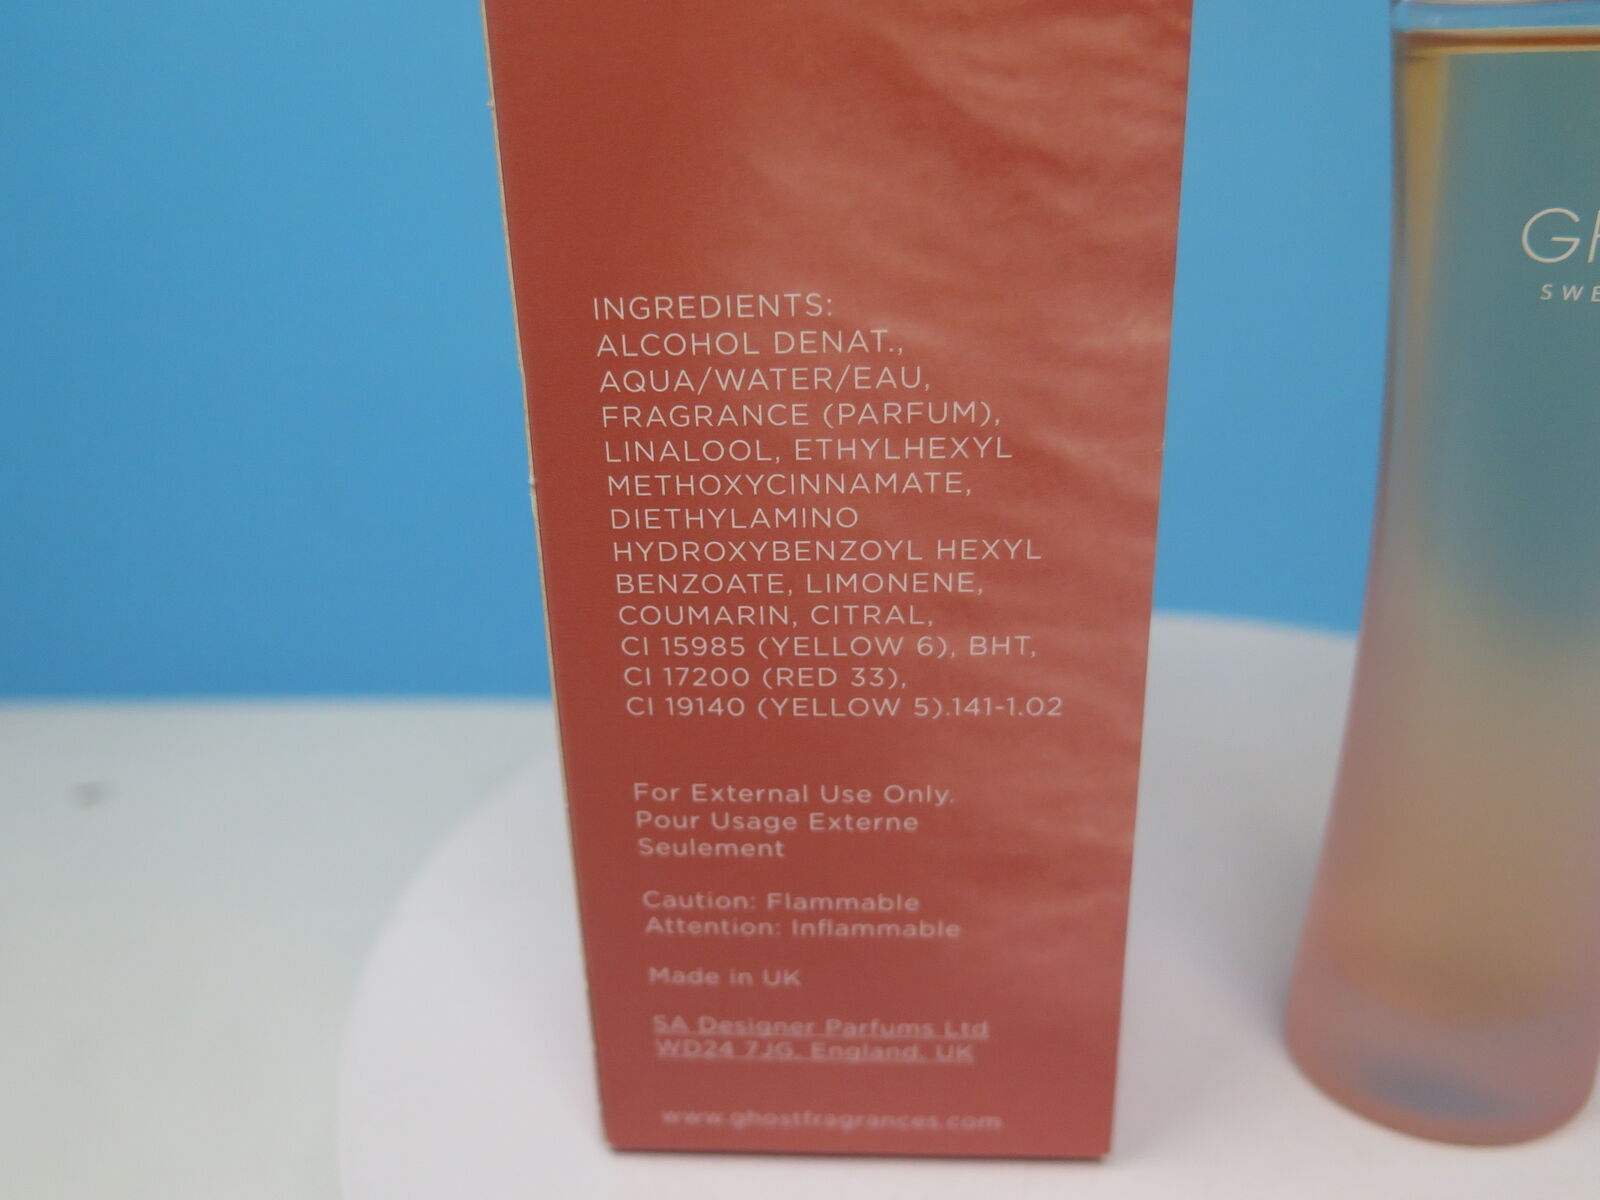 INGREDIENTS:
ALCOHOL DENAT.,
AQUA/WATER/EAU,
FRAGRANCE (PARFUM),
LINALOOL, ETHYLHEXYL
METHOXYCINNAMATE,
DIETHYLAMINO
HYDROXYBENZOYL HEXYL
BENZOATE, LIMONENE,
COUMARIN, CITRAL,
CI 15985 (YELLOW 6), BHT,
CI 17200 (RED 33),
CI 19140 (YELLOW 5).141-1.02
For External Use Only.
Pour Usage Externe
Seulement
Caution: Flammable
Attention: Inflammable
Made in UK
SA Designer Parfums Ltd
WD24 7JG, England, UK
www.ghostfragrances.com